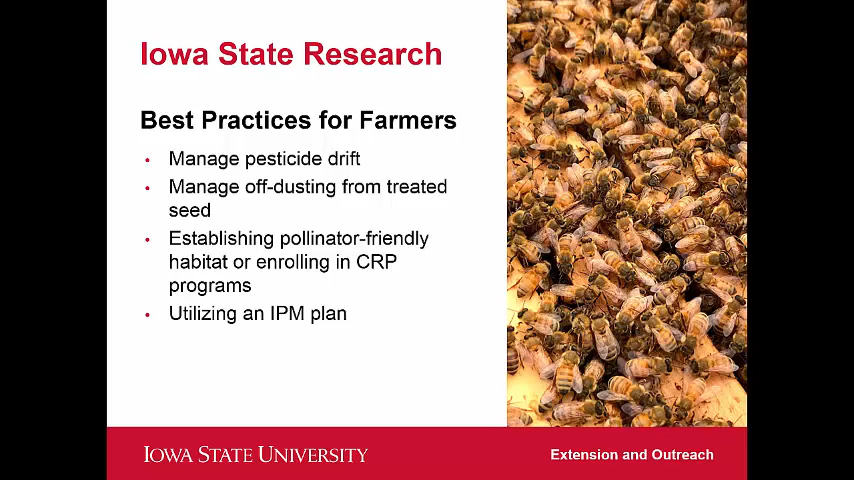 Iowa State Research
Best Practices for Farmers
• Manage pesticide drift
• Manage off-dusting from treated
seed
• Establishing pollinator-friendly
habitat or enrolling in CRP
programs
• Utilizing an IPM plan
IOWA STATE UNIVERSITY
Extension and Outreach